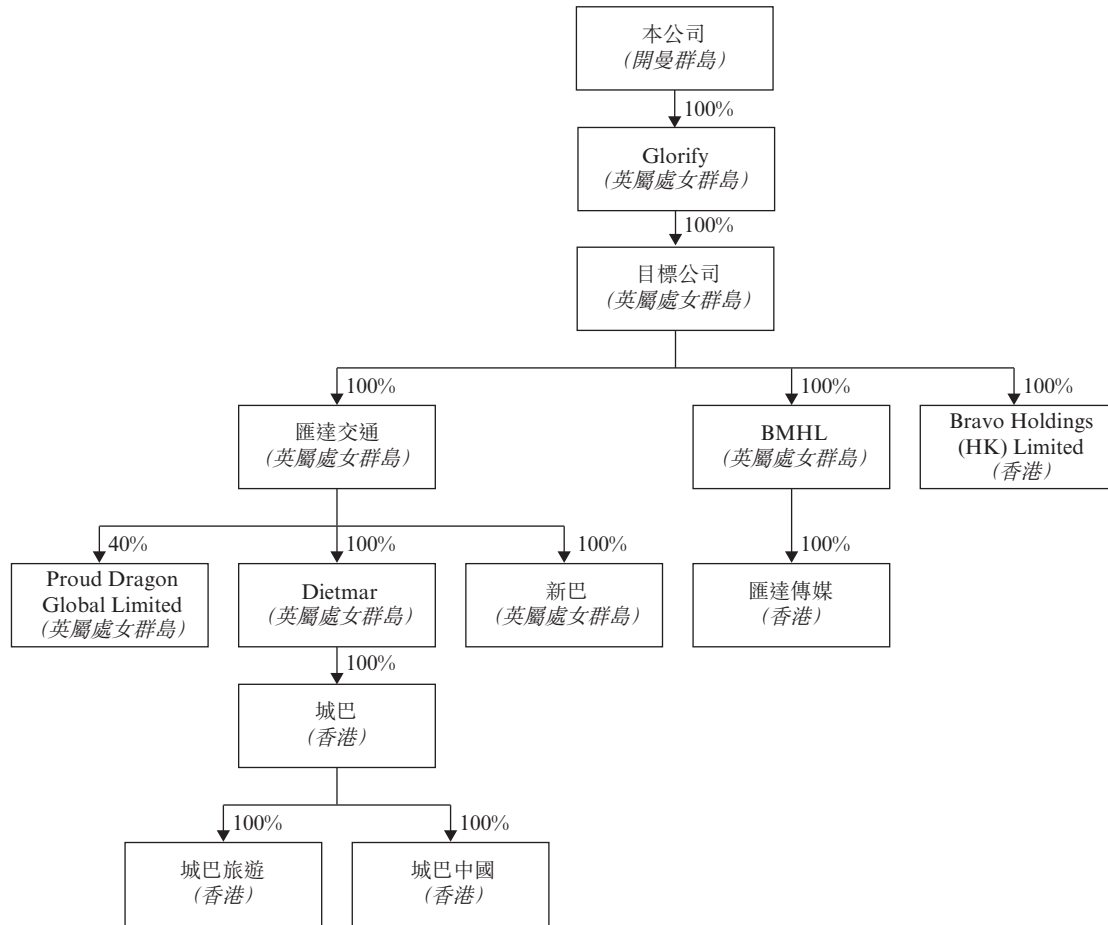 本公司
(開曼群島)
100%
Glorify
(英屬處女群島)
100%
目標公司
(英屬處女群島)
100%
100%
100%
匯達交通
(英屬處女群島)
BMHL
(英屬處女群島)
Bravo Holdings
(HK) Limited
(香港)
40%
100%
100%
100%
Proud Dragon
Global Limited
(英屬處女群島)
Dietmar
(英屬處女群島)
新巴
(英屬處女群島)
匯達傳媒
(香港)
100%
城巴
(香港)
100%
100%
城巴旅遊
(香港)
城巴中國
(香港)